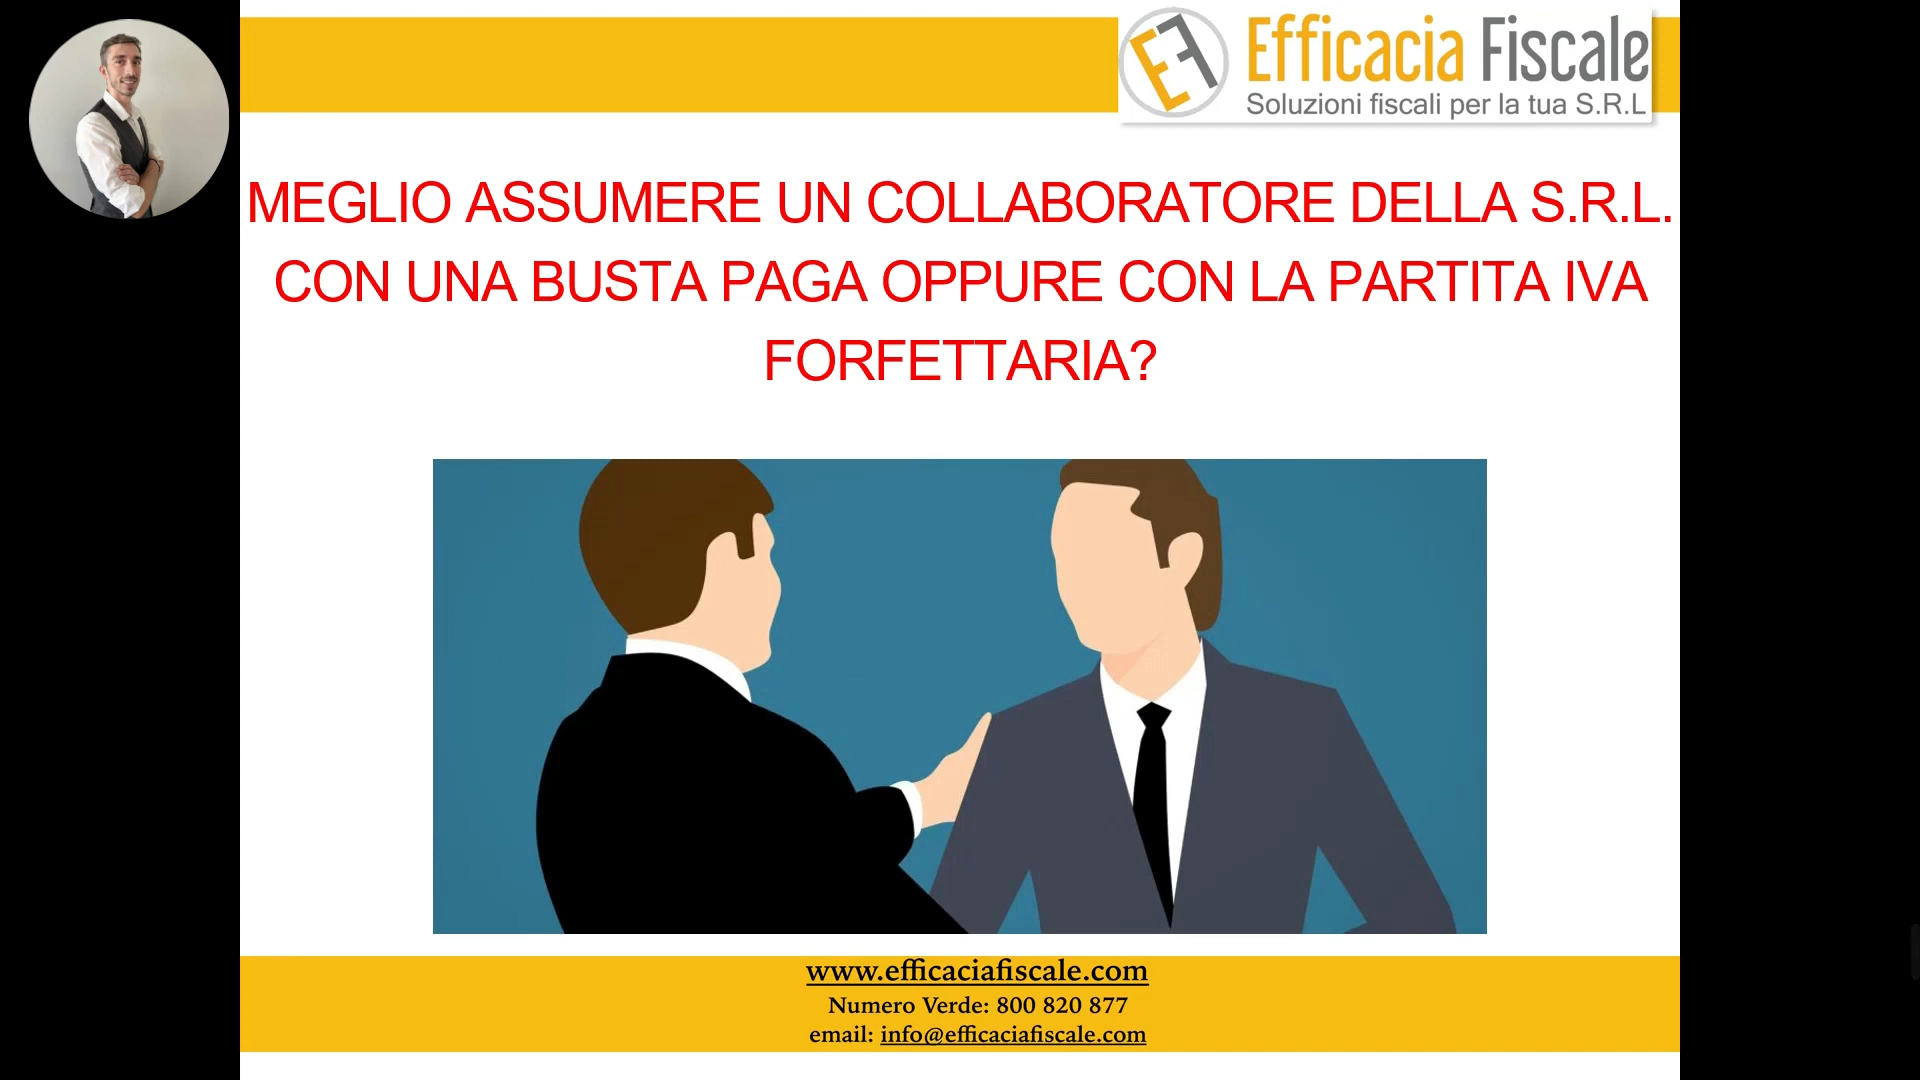 EF
Efficacia Fiscale
Soluzioni fiscali per la tua S.R.L
MEGLIO ASSUMERE UN COLLABORATORE DELLA S.R.L.
CON UNA BUSTA PAGA OPPURE CON LA PARTITA IVA
FORFETTARIA?
www.efficaciafiscale.com
Numero Verde: 800 820 877
email: info@efficaciafiscale.com